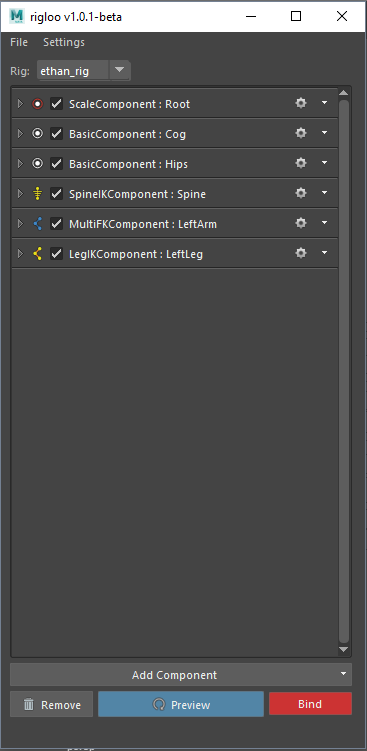 rigloo v1.0.1-beta
File Settings
Rig: ethan_rig
ScaleComponent : Root
BasicComponent : Cog
BasicComponent : Hips
SpineIKComponent : Spine
MultiFKComponent : LeftArm
LegIKComponent : LeftLeg
Add Component
Remove Preview Bind